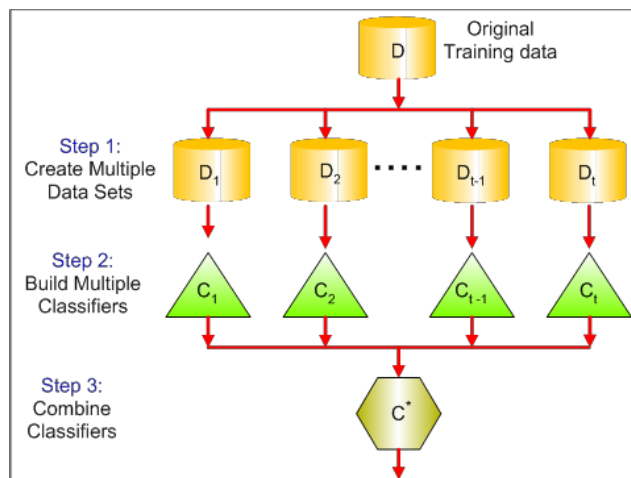 D
Original
Training data
Step 1:
Create Multiple
Data Sets
D1
D2
....
Dt-1
Dt
Step 2:
Build Multiple
Classifiers
C1
C2
Ct-1
Ct
Step 3:
Combine
Classifiers
C*